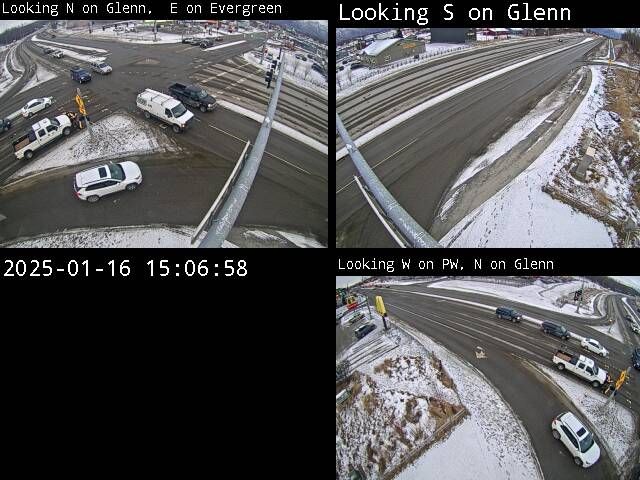 Looking N on Glenn,  E on Evergreen
Looking S on Glenn
2025-01-16 15:06:58
Looking W on PW, N on Glenn